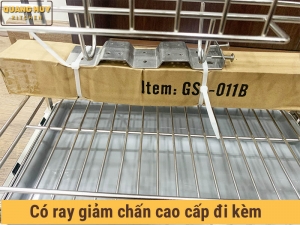 QUANG HUY
Item: GS -011B
Có ray giảm chấn cao cấp đi kèm